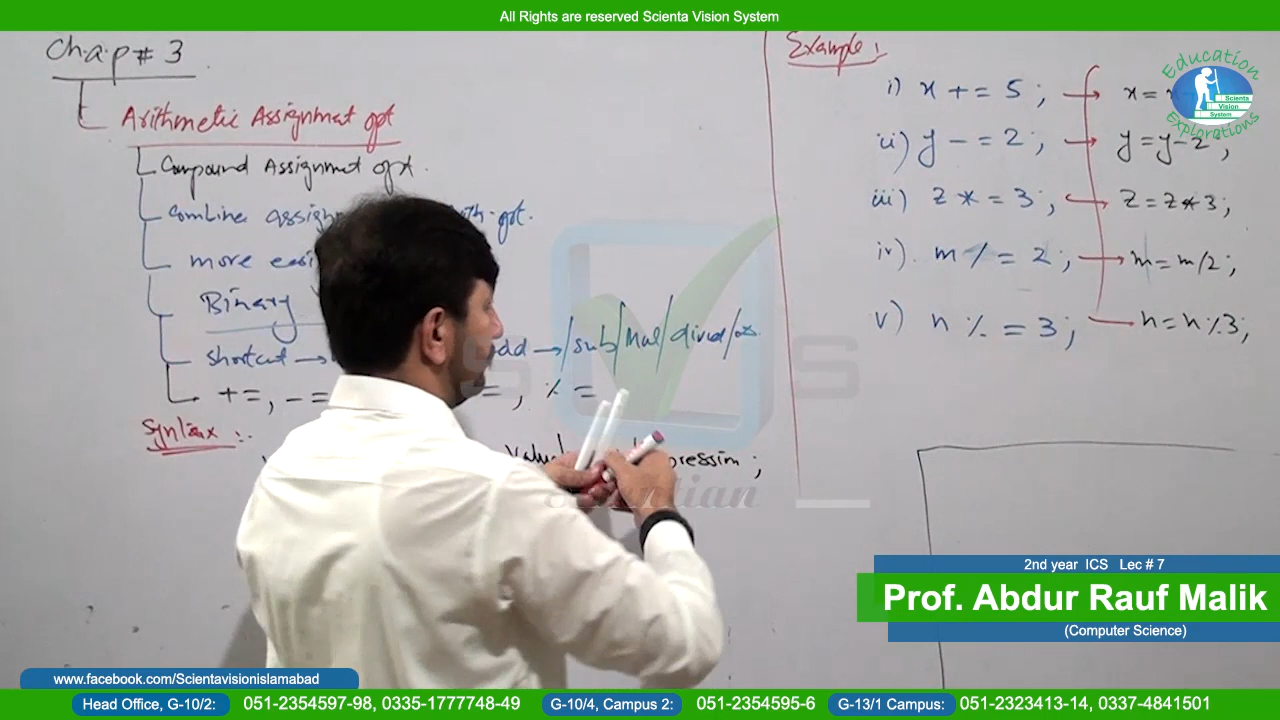 All Rights are reserved Scienta Vision System
Chap # 3
Arithmetic Assignment opt
Compound Assignment opt.
Combine assign opt.
more easi
Binary
shortcut → add → /sub/Mul/divid/
+=, -= =, % =
Syntax :-
;
Example :
i) x += 5 ; → x =
ii) y -= 2 ; → y = y-2 ;
iii) z *= 3 ; → z = z*3 ;
iv) m /= 2 ; → m = m/2 ;
v) n %= 3 ; → n = n%3 ;
Education
Scienta
Vision
System
Explorations
S S
Scientian
2nd year ICS Lec # 7
Prof. Abdur Rauf Malik
(Computer Science)
www.facebook.com/Scientavisionislamabad
Head Office, G-10/2: 051-2354597-98, 0335-1777748-49 G-10/4, Campus 2: 051-2354595-6 G-13/1 Campus: 051-2323413-14, 0337-4841501